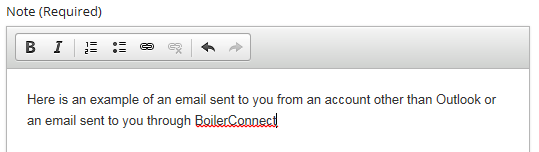 Note (Required)
B I
Here is an example of an email sent to you from an account other than Outlook or
an email sent to you through BoilerConnect